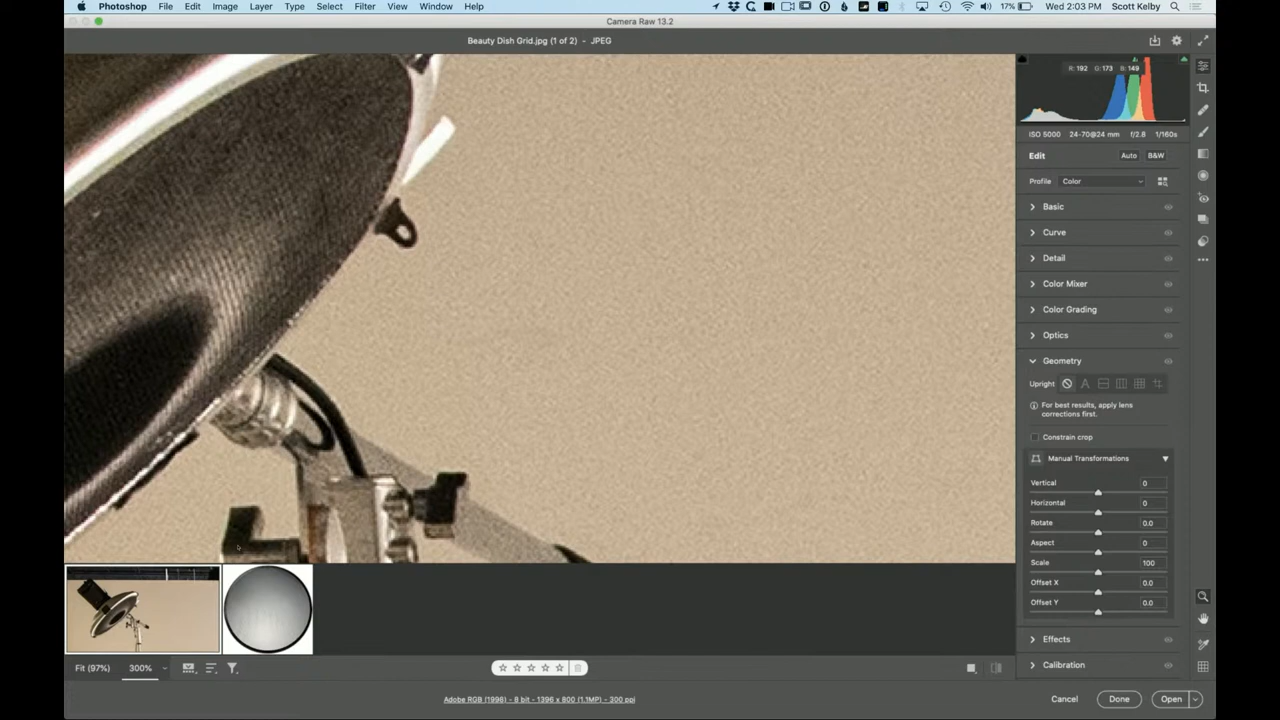 Photoshop File Edit Image Layer Type Select Filter View Window Help 17% Wed 2:03 PM Scott Kelby
Camera Raw 13.2
Beauty Dish Grid.jpg (1 of 2) - JPEG
R: 192 G: 173 B: 149
ISO 5000 24-70@24 mm f/2.8 1/160s
Edit Auto B&W
Profile Color
Basic
Curve
Detail
Color Mixer
Color Grading
Optics
Geometry
Upright A
For best results, apply lens
corrections first.
Constrain crop
Manual Transformations
Vertical 0
Horizontal 0
Rotate 0.0
Aspect 0
Scale 100
Offset X 0.0
Offset Y 0.0
Effects
Calibration
Fit (97%) 300%
Adobe RGB (1998) - 8 bit - 1396 x 800 (1.1MP) - 300 ppi
Cancel Done Open